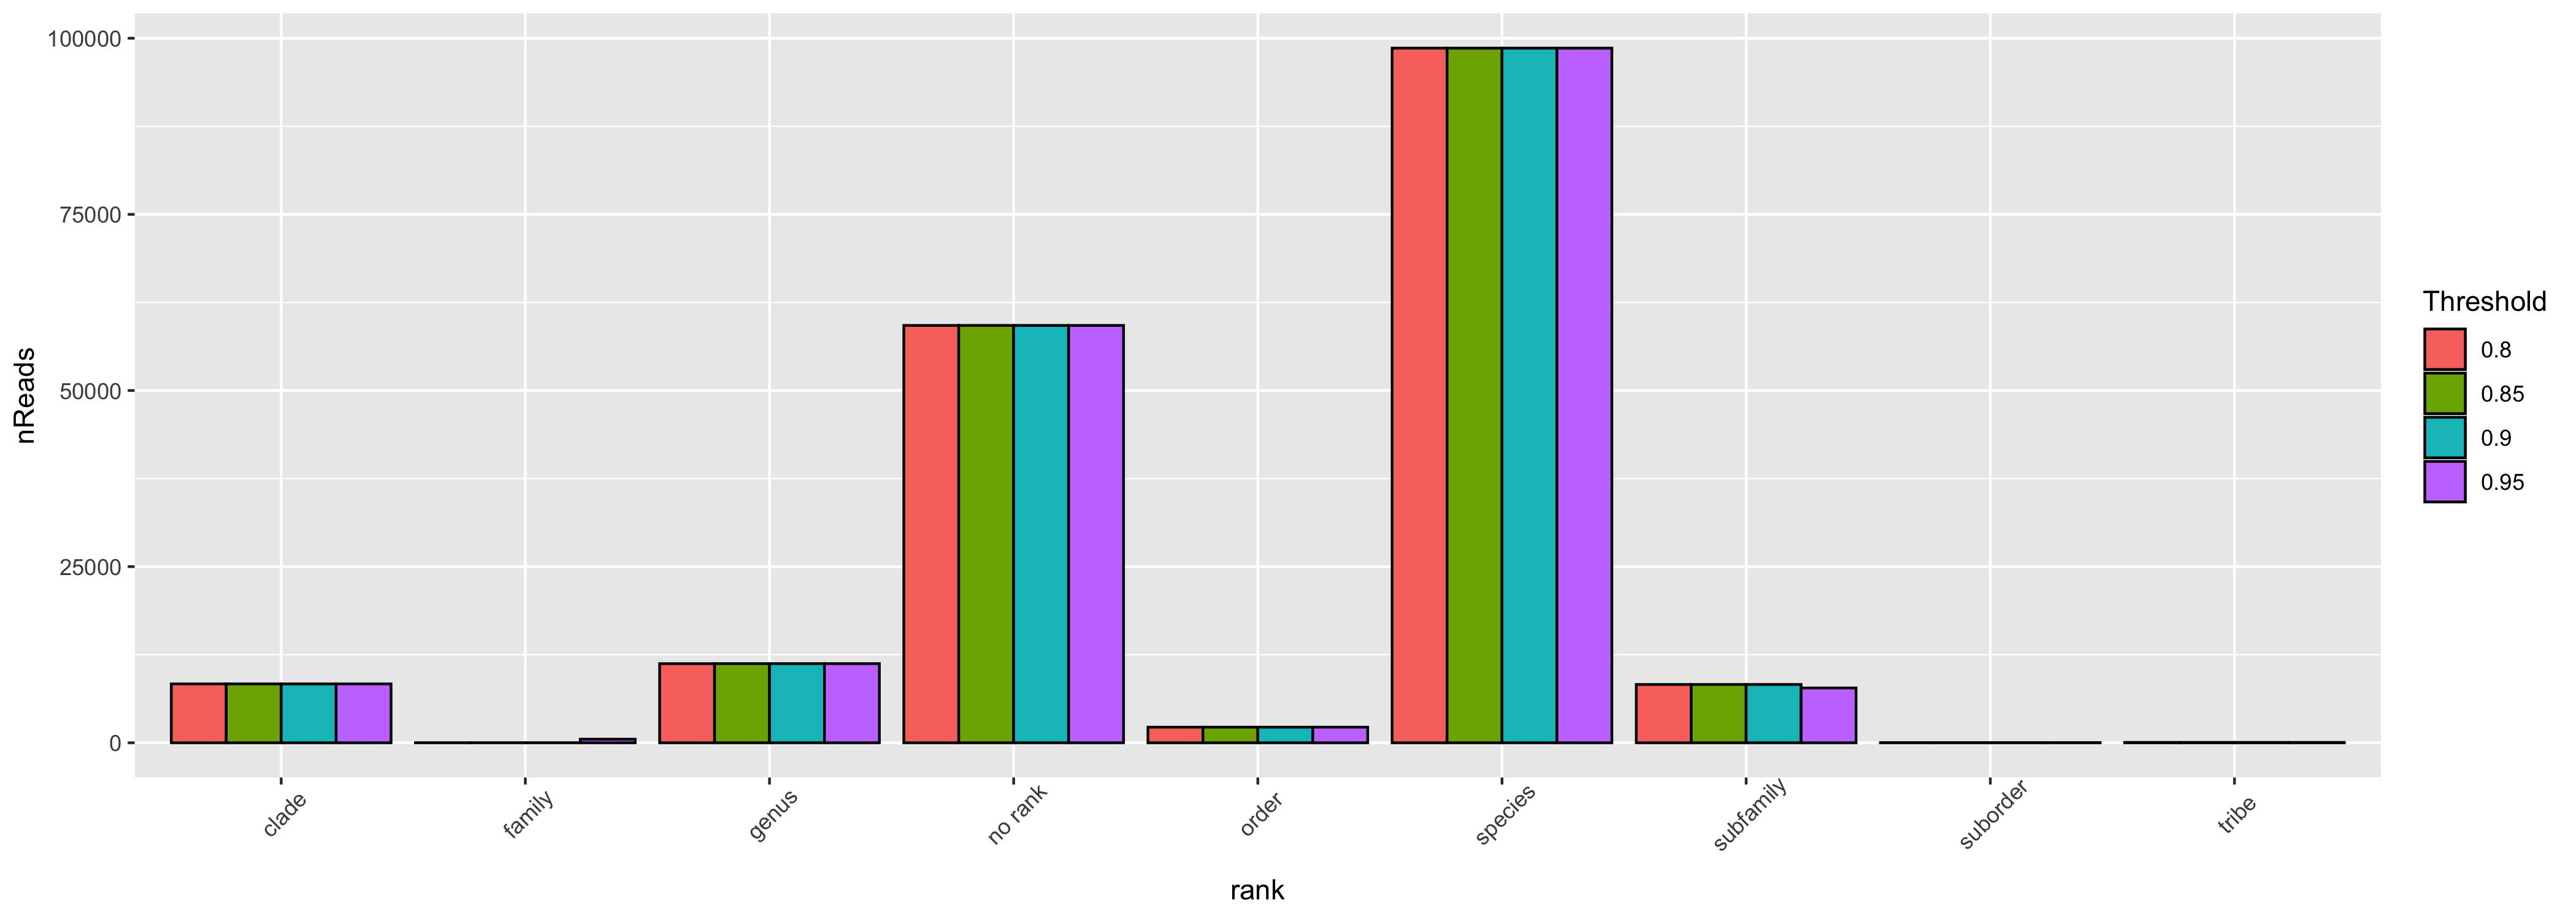 nReads
100000
75000
50000
25000
0
clade
family
genus
no rank
order
species
subfamily
suborder
tribe
rank
Threshold
0.8
0.85
0.9
0.95